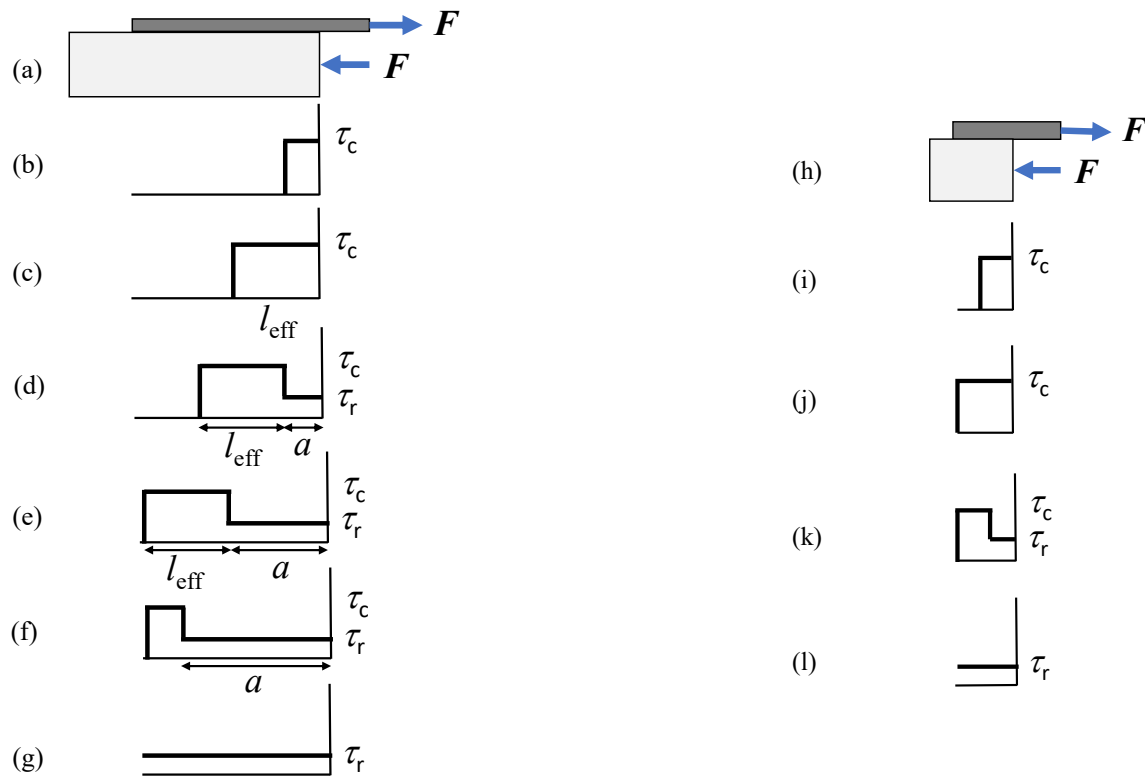 F
(a)
F
(b)
τc
(c)
τc
leff
(d)
τc
τr
leff
a
(e)
τc
τr
leff
a
(f)
τc
τr
a
(g)
τr
F
(h)
F
(i)
τc
(j)
τc
(k)
τc
τr
(l)
τr